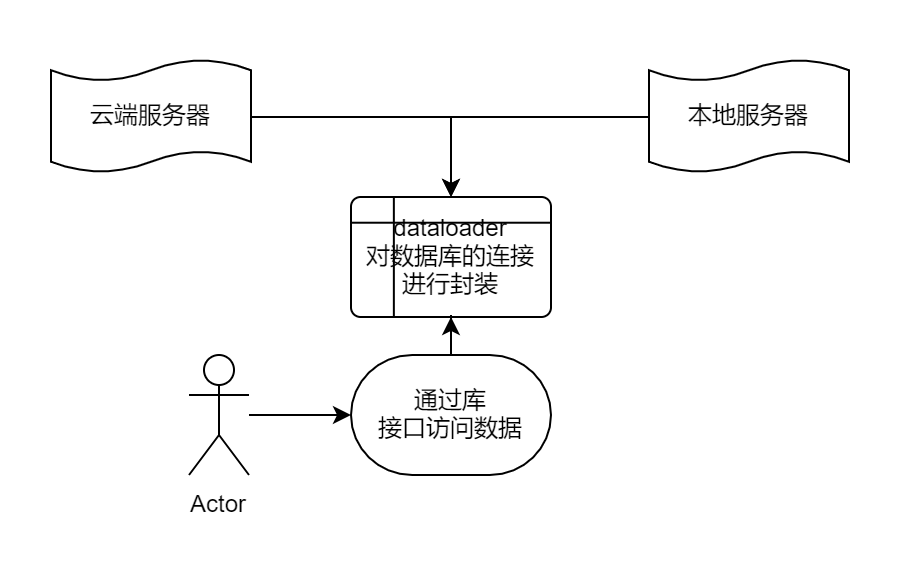 云端服务器
本地服务器
dataloader
对数据库的连接
进行封装
通过库
接口访问数据
Actor